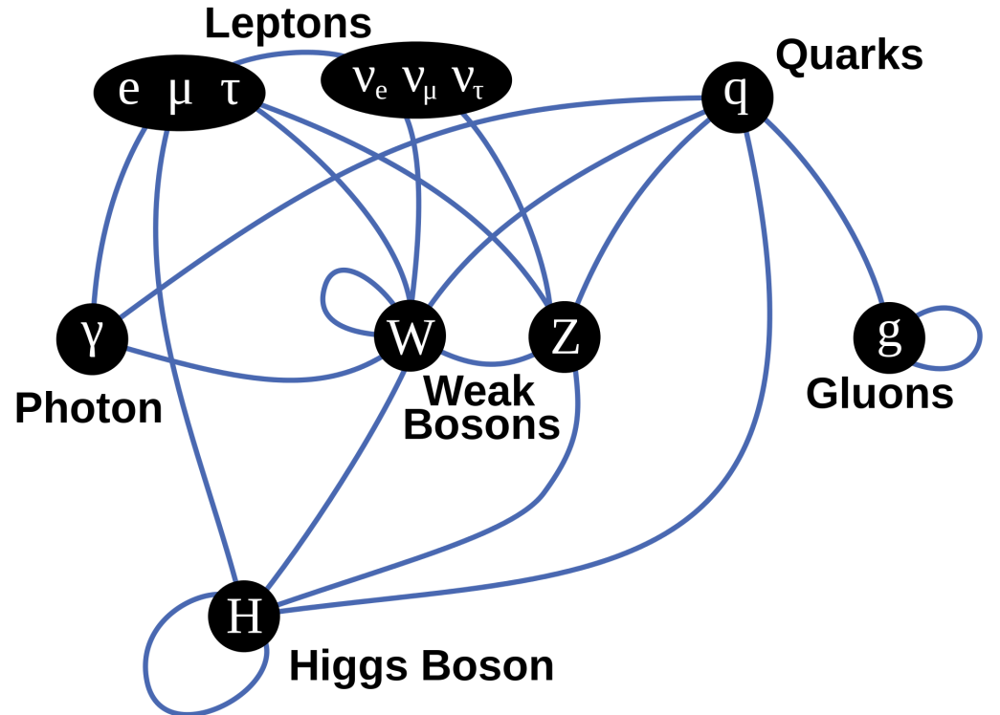 Leptons
Quarks
e μ τ
νe νμ ντ
q
γ
W
Z
g
Photon
Weak
Bosons
Gluons
H
Higgs Boson